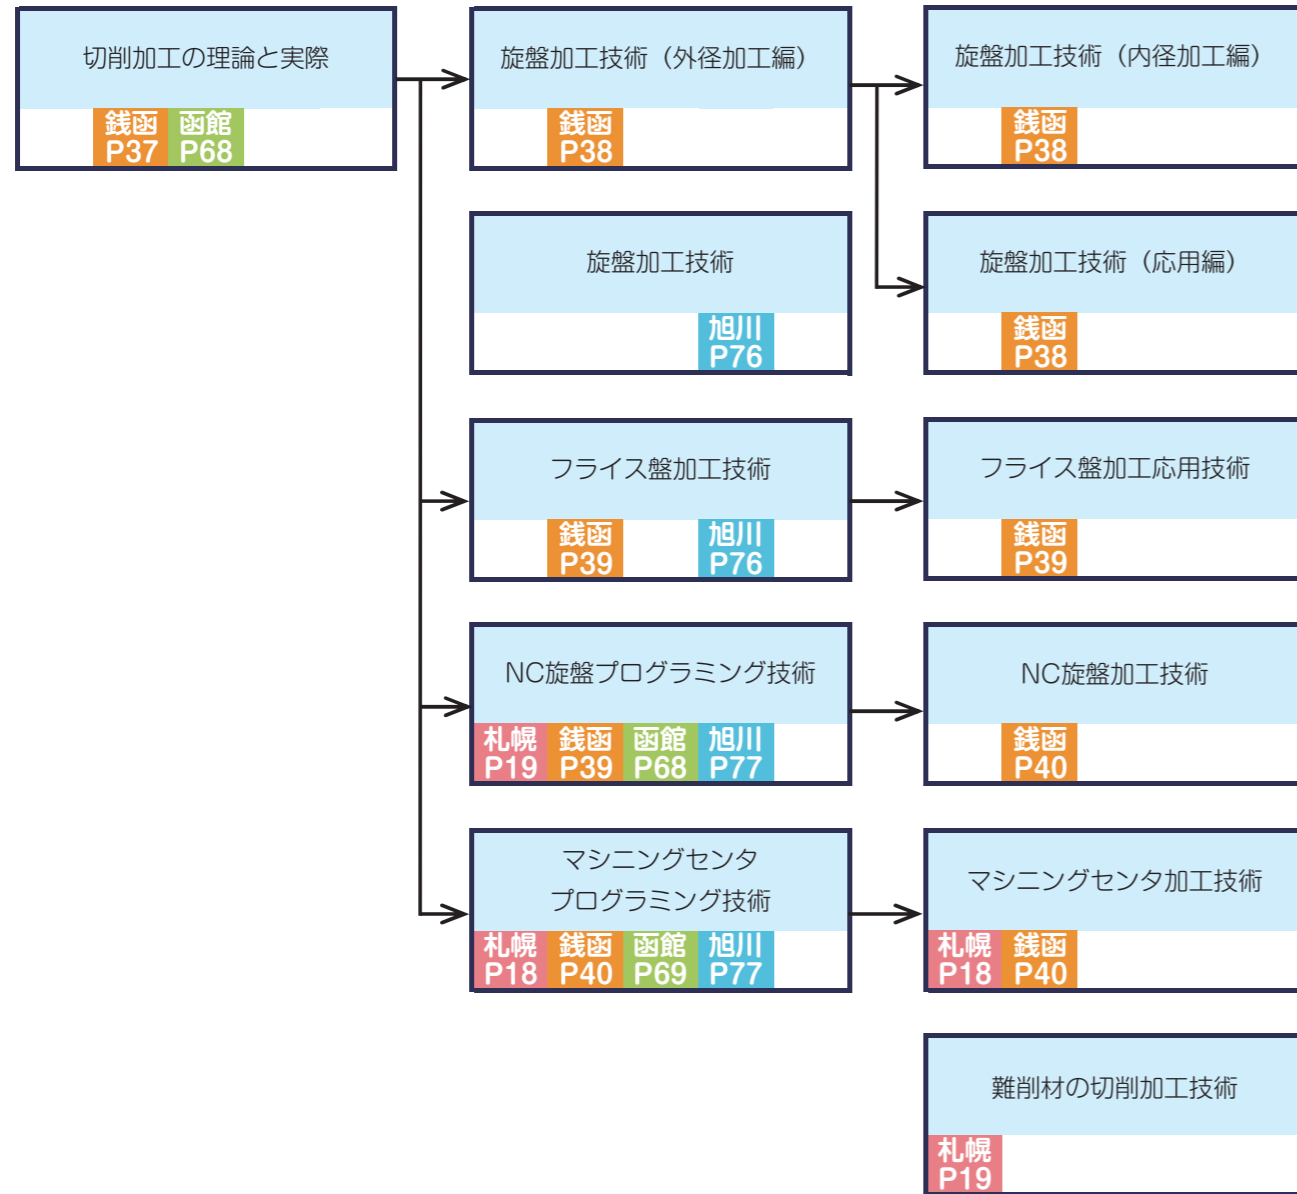 切削加工の理論と実際
銭函 函館
P37 P68
旋盤加工技術（外径加工編）
銭函
P38
旋盤加工技術（内径加工編）
銭函
P38
旋盤加工技術
旭川
P76
旋盤加工技術（応用編）
銭函
P38
フライス盤加工技術
銭函 旭川
P39 P76
フライス盤加工応用技術
銭函
P39
NC旋盤プログラミング技術
札幌 銭函 函館 旭川
P19 P39 P68 P77
NC旋盤加工技術
銭函
P40
マシニングセンタ
プログラミング技術
札幌 銭函 函館 旭川
P18 P40 P69 P77
マシニングセンタ加工技術
札幌 銭函
P18 P40
難削材の切削加工技術
札幌
P19